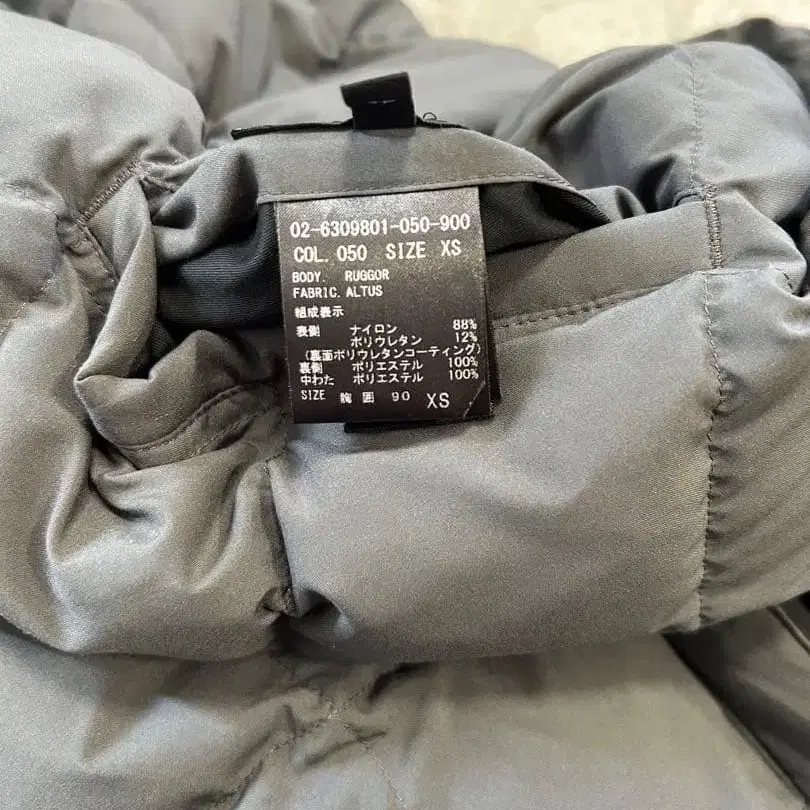 02-6309801-050-900
COL. 050 SIZE XS
BODY. RUGGOR
FABRIC. ALTUS
組成表示
表側 ナイロン 88%
ポリウレタン 12%
(裏面ポリウレタンコーティング)
裏側 ポリエステル 100%
中わた ポリエステル 100%
SIZE 胸囲 90 XS